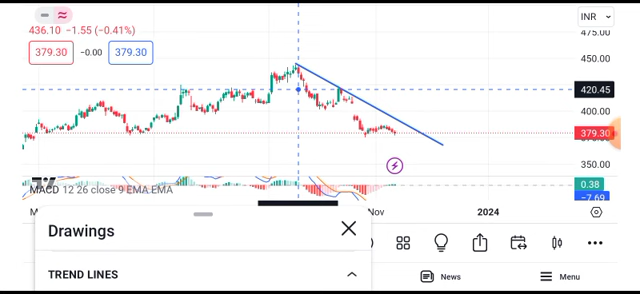 INR
436.10 −1.55 (−0.41%)
475.00
379.30 −0.00 379.30
450.00
420.45
400.00
379.30
350.00
MACD 12 26 close 9 EMA EMA
0.38
−7.69
Nov 2024
Drawings
TREND LINES
News
Menu